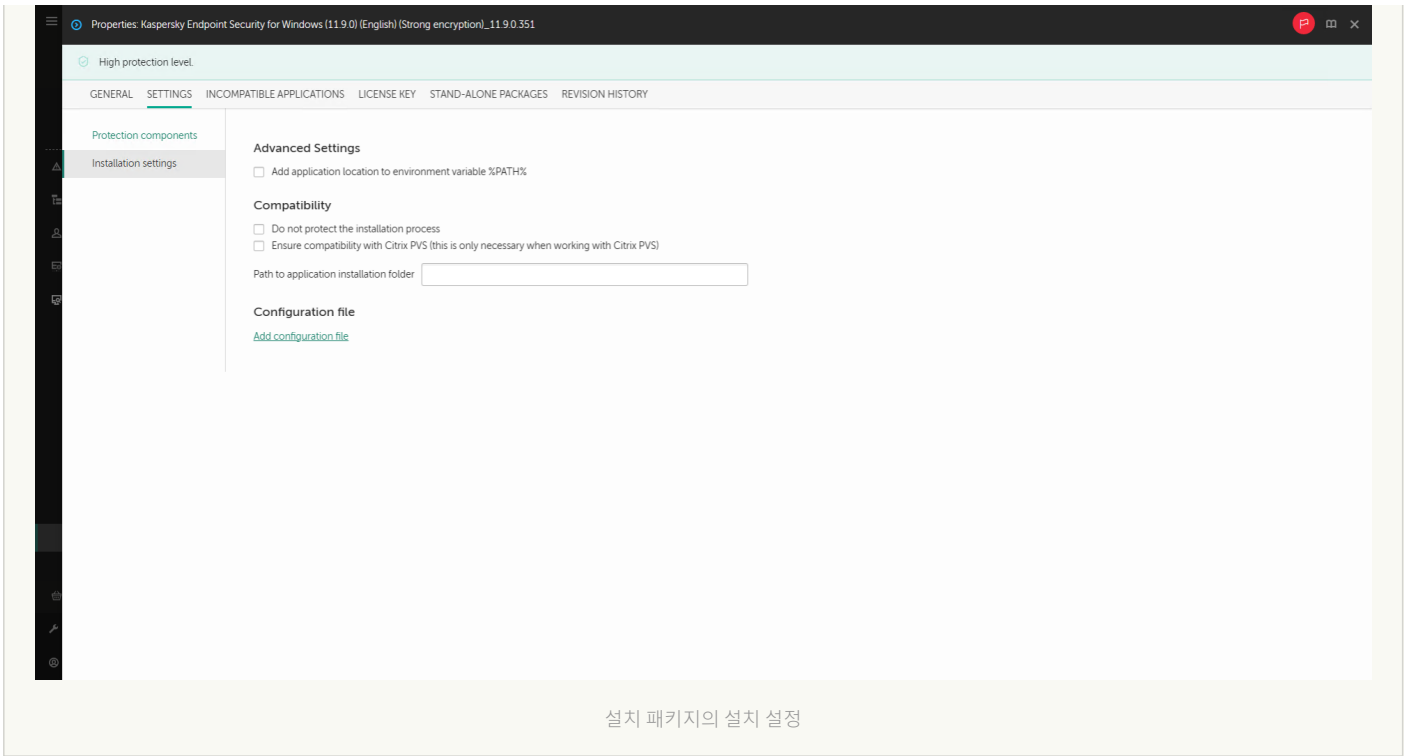 Properties: Kaspersky Endpoint Security for Windows (11.9.0) (English) (Strong encryption)_11.9.0.351
High protection level.
GENERAL SETTINGS INCOMPATIBLE APPLICATIONS LICENSE KEY STAND-ALONE PACKAGES REVISION HISTORY
Protection components
Installation settings
Advanced Settings
Add application location to environment variable %PATH%
Compatibility
Do not protect the installation process
Ensure compatibility with Citrix PVS (this is only necessary when working with Citrix PVS)
Path to application installation folder
Configuration file
Add configuration file
설치 패키지의 설치 설정